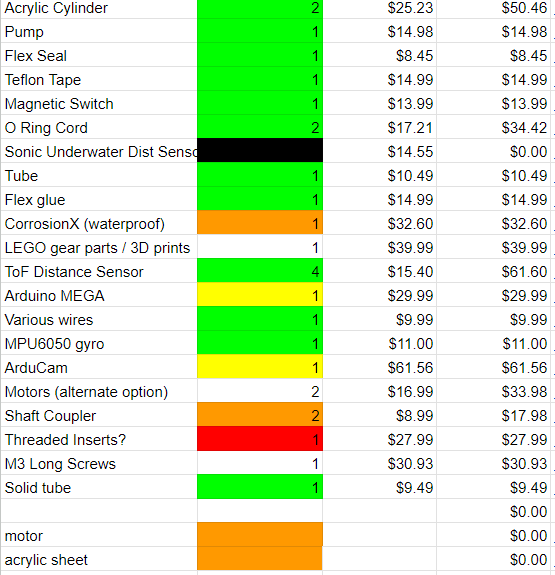 Acrylic Cylinder 2 $25.23 $50.46
Pump 1 $14.98 $14.98
Flex Seal 1 $8.45 $8.45
Teflon Tape 1 $14.99 $14.99
Magnetic Switch 1 $13.99 $13.99
O Ring Cord 2 $17.21 $34.42
Sonic Underwater Dist Senso $14.55 $0.00
Tube 1 $10.49 $10.49
Flex glue 1 $14.99 $14.99
CorrosionX (waterproof) 1 $32.60 $32.60
LEGO gear parts / 3D prints 1 $39.99 $39.99
ToF Distance Sensor 4 $15.40 $61.60
Arduino MEGA 1 $29.99 $29.99
Various wires 1 $9.99 $9.99
MPU6050 gyro 1 $11.00 $11.00
ArduCam 1 $61.56 $61.56
Motors (alternate option) 2 $16.99 $33.98
Shaft Coupler 2 $8.99 $17.98
Threaded Inserts? 1 $27.99 $27.99
M3 Long Screws 1 $30.93 $30.93
Solid tube 1 $9.49 $9.49
$0.00
motor $0.00
acrylic sheet $0.00